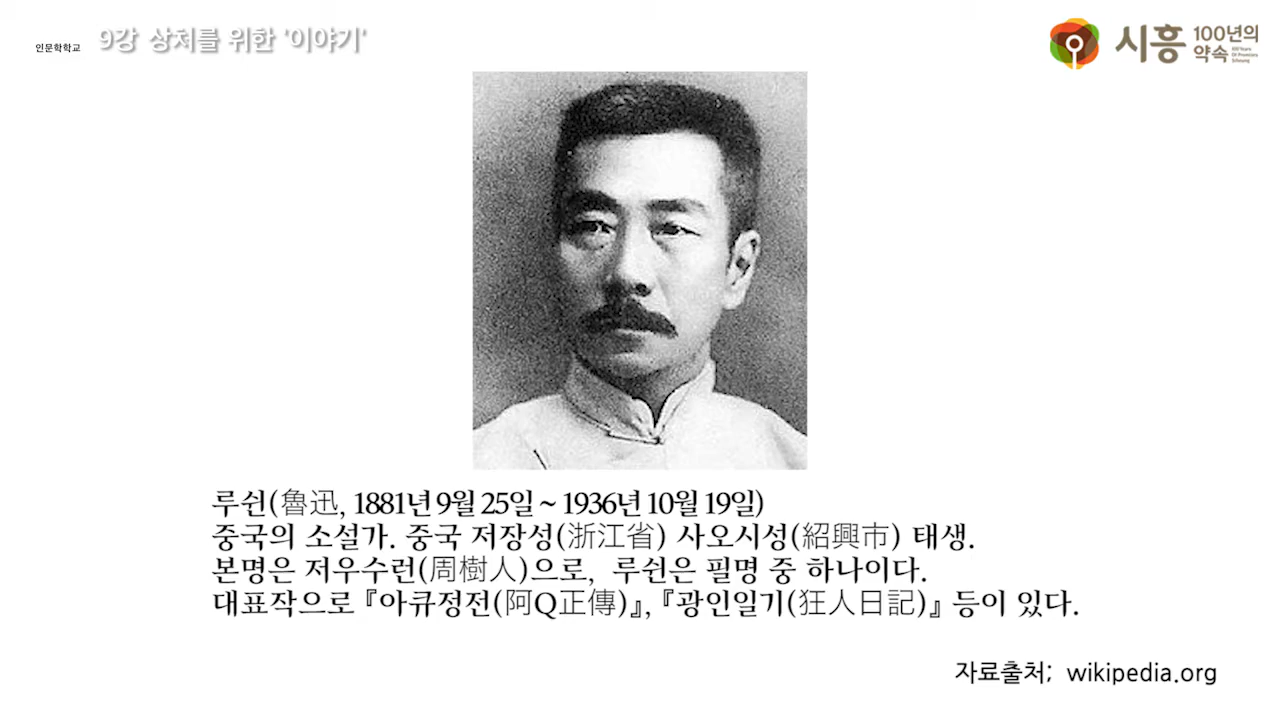 인문학학교 9강 상처를 위한 '이야기'
시흥 100년의 약속
루쉰(魯迅, 1881년 9월 25일 ~ 1936년 10월 19일)
중국의 소설가. 중국 저장성(浙江省) 사오시성(紹興市) 태생.
본명은 저우수런(周樹人)으로, 루쉰은 필명 중 하나이다.
대표작으로 『아큐정전(阿Q正傳)』, 『광인일기(狂人日記)』 등이 있다.
자료출처; wikipedia.org